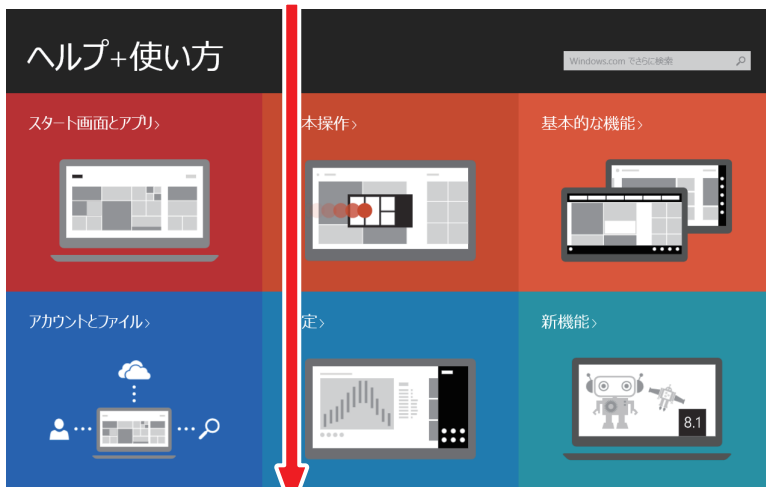 ヘルプ+使い方
Windows.com でさらに検索
スタート画面とアプリ>
本操作>
基本的な機能>
アカウントとファイル>
定>
新機能>
8.1